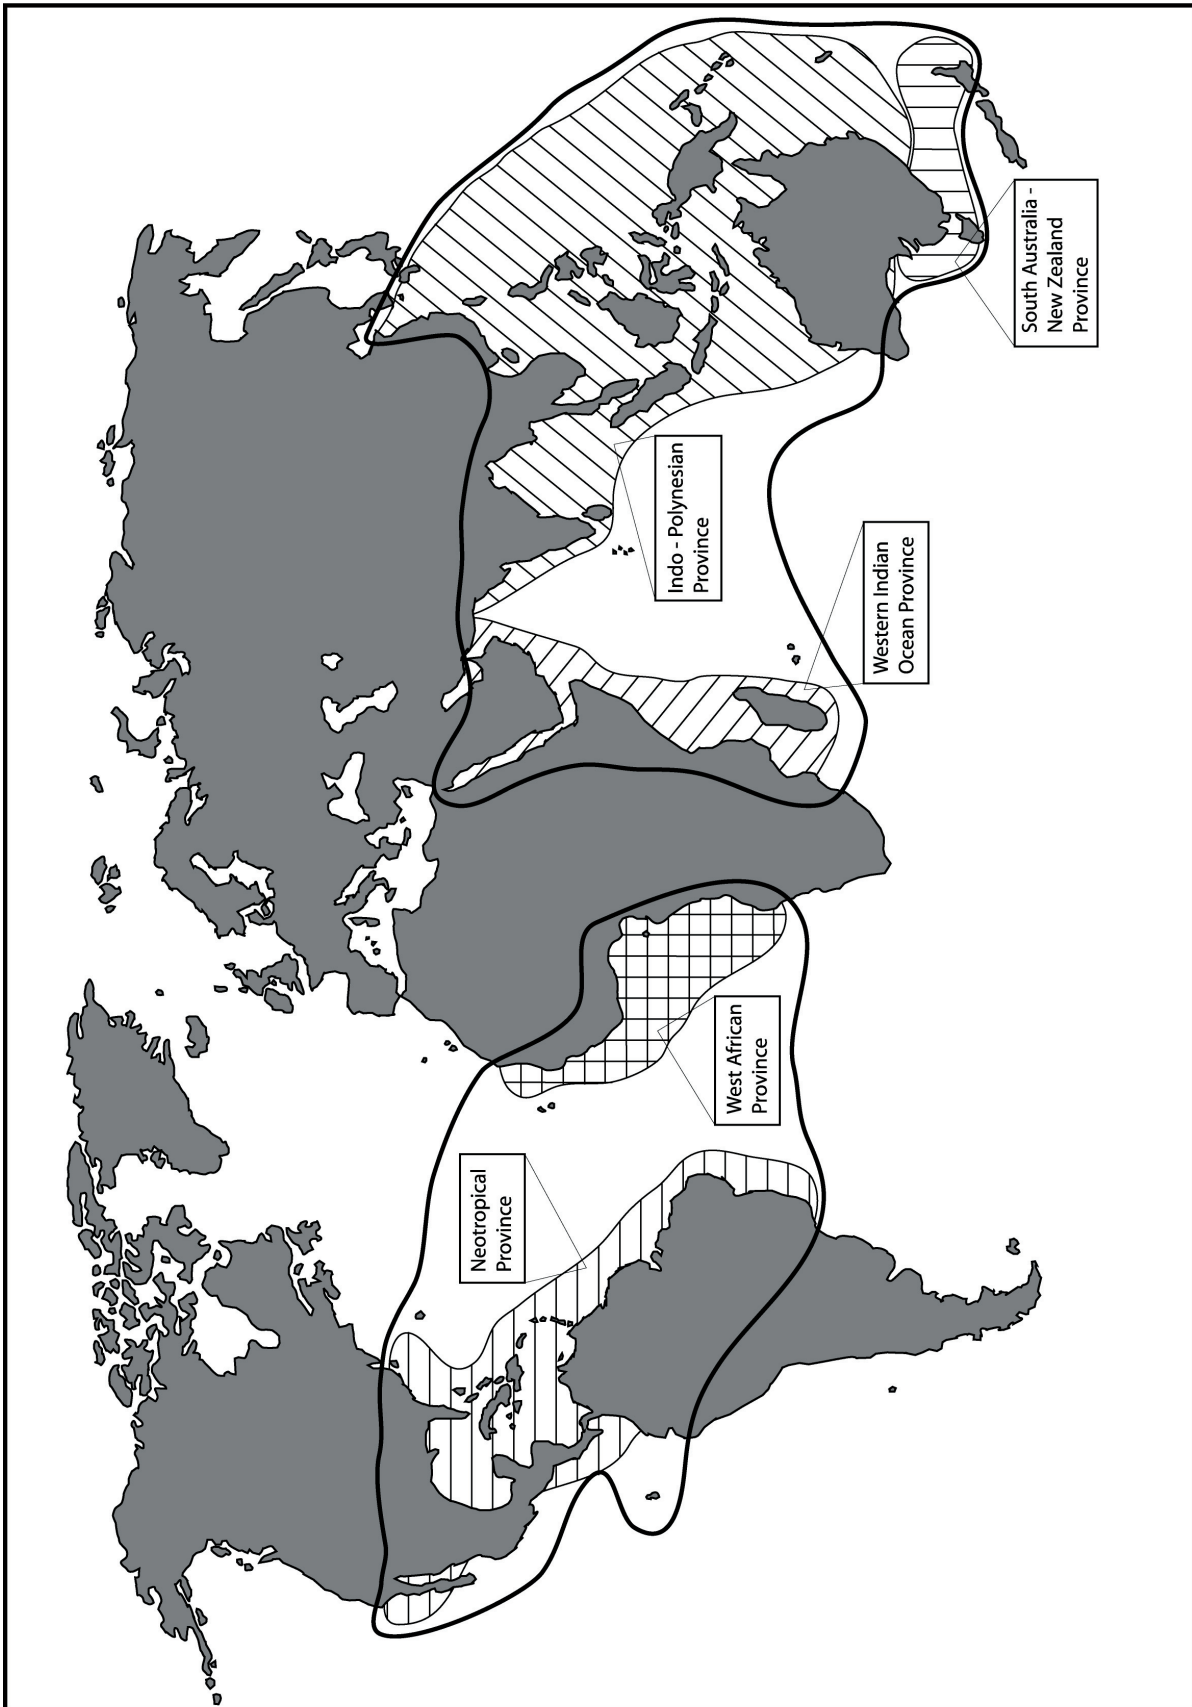 Neotropical
Province
West African
Province
Western Indian
Ocean Province
Indo - Polynesian
Province
South Australia -
New Zealand
Province